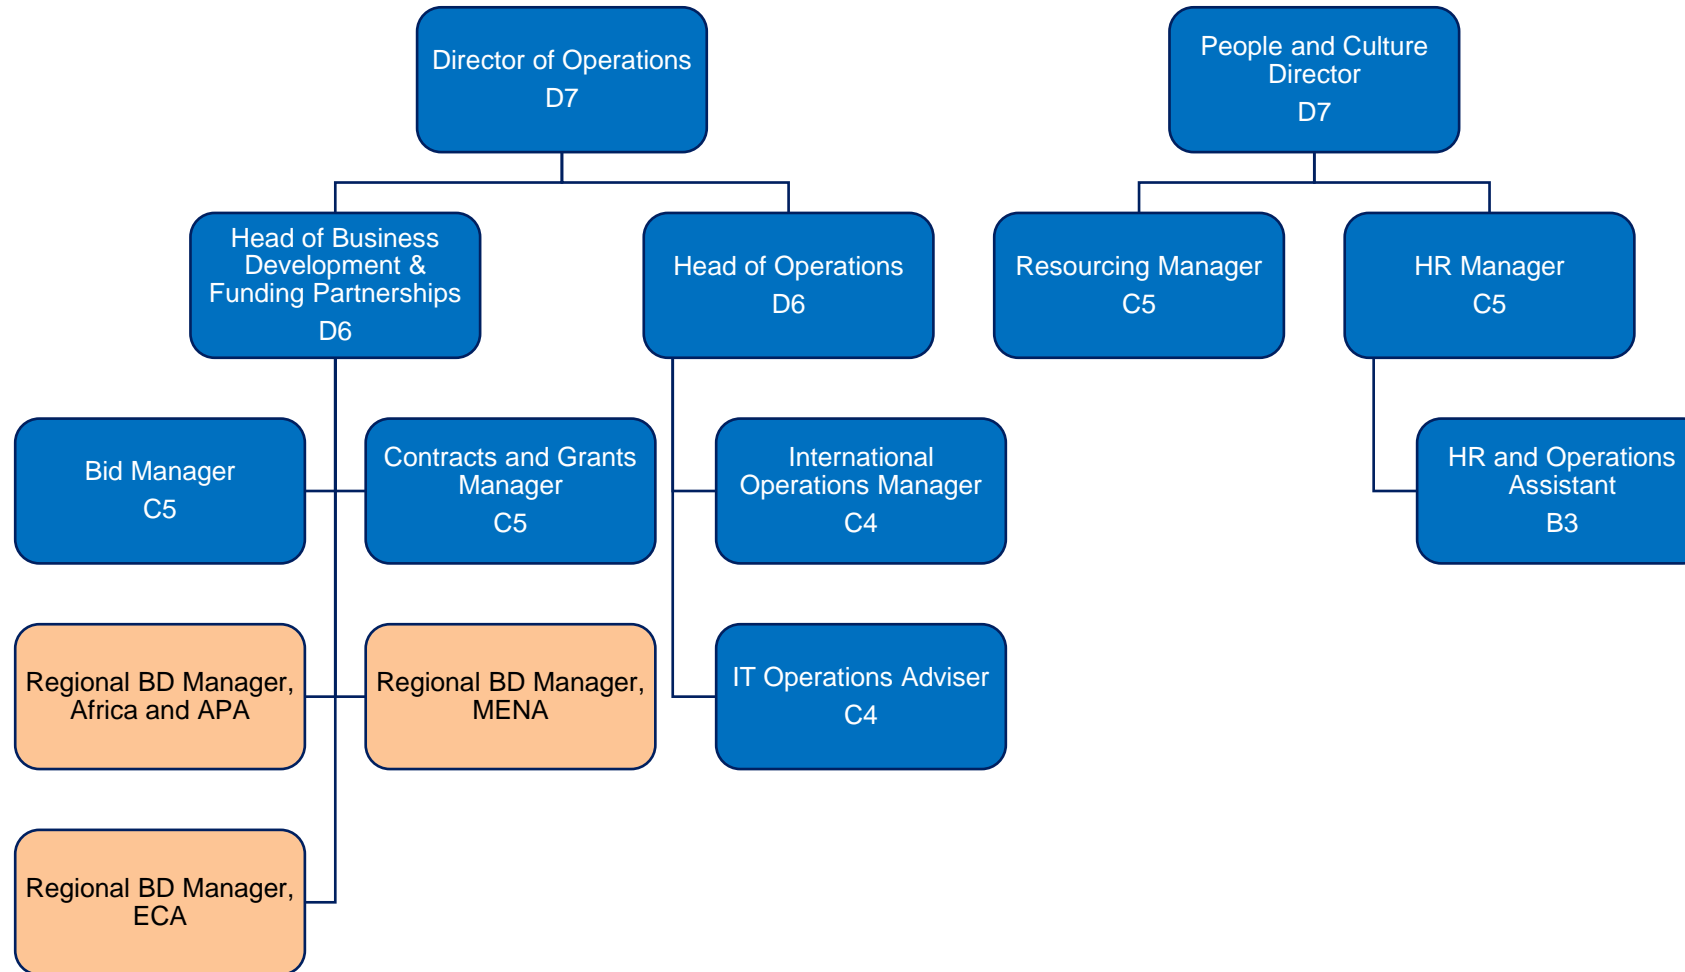 Director of Operations
D7
People and Culture
Director
D7
Head of Business
Development &
Funding Partnerships
D6
Head of Operations
D6
Resourcing Manager
C5
HR Manager
C5
Bid Manager
C5
Contracts and Grants
Manager
C5
International
Operations Manager
C4
HR and Operations
Assistant
B3
Regional BD Manager,
Africa and APA
Regional BD Manager,
MENA
IT Operations Adviser
C4
Regional BD Manager,
ECA